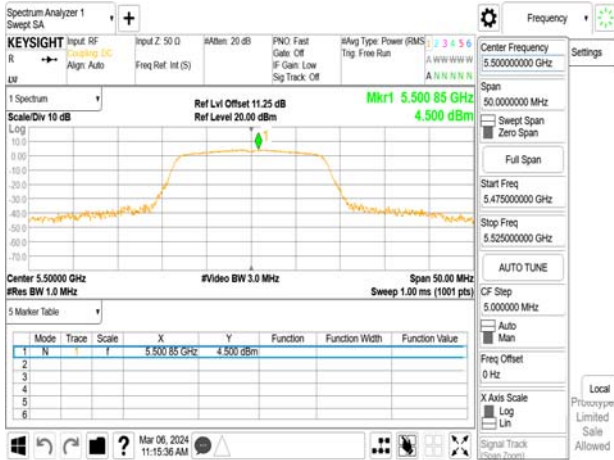 Spectrum Analyzer 1
Swept SA
Frequency
KEYSIGHT
R
Input: RF
Coupling: DC
Align: Auto
Input Z: 50 Ω
Freq Ref: Int (S)
#Atten: 20 dB
PNO: Fast
Gate: Off
IF Gain: Low
Sig Track: Off
#Avg Type: Power (RMS
Trig: Free Run
1 2 3 4 5 6
A W W W W W
A N N N N N
1 Spectrum
Scale/Div 10 dB
Ref Lvl Offset 11.25 dB
Ref Level 20.00 dBm
Mkr1 5.500 85 GHz
4.500 dBm
Log
10.0
0.00
-10.0
-20.0
-30.0
-40.0
-50.0
-60.0
-70.0
1
Center 5.50000 GHz
#Res BW 1.0 MHz
#Video BW 3.0 MHz
Span 50.00 MHz
Sweep 1.00 ms (1001 pts)
5 Marker Table
Mode Trace Scale X Y Function Function Width Function Value
1 N 1 f 5.500 85 GHz 4.500 dBm
2
3
4
5
6
Mar 06, 2024
11:15:36 AM
Center Frequency
5.500000000 GHz
Span
50.0000000 MHz
Swept Span
Zero Span
Full Span
Start Freq
5.475000000 GHz
Stop Freq
5.525000000 GHz
AUTO TUNE
CF Step
5.000000 MHz
Auto
Man
Freq Offset
0 Hz
X Axis Scale
Log
Lin
Signal Track
(Span Zoom)
Settings
Local
Prototype
Limited
Sale
Allowed